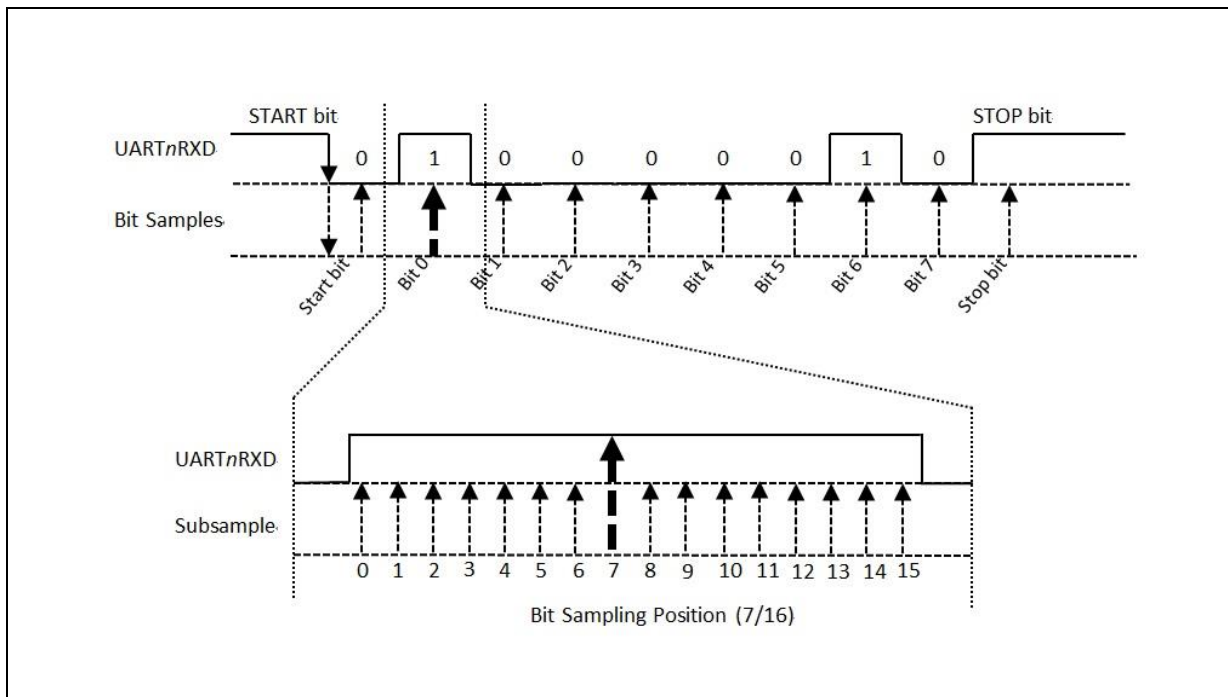 START bit
STOP bit
UARTnRXD
0 1 0 0 0 0 0 1 0
Bit Samples
Start bit
Bit 0
Bit 1
Bit 2
Bit 3
Bit 4
Bit 5
Bit 6
Bit 7
Stop bit
UARTnRXD
Subsample
0 1 2 3 4 5 6 7 8 9 10 11 12 13 14 15
Bit Sampling Position (7/16)